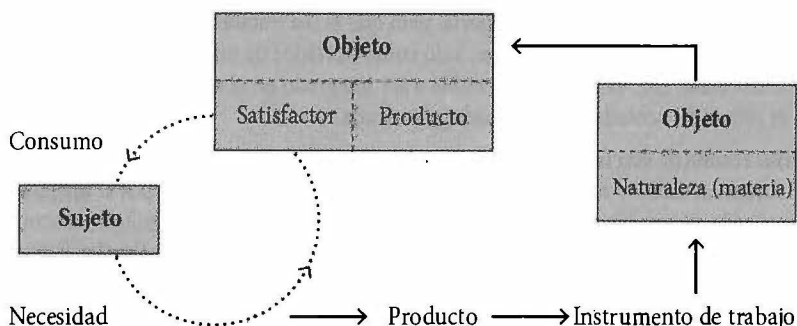 Objeto
Satisfactor Producto
Objeto
Naturaleza (materia)
Consumo
Sujeto
Necesidad Producto Instrumento de trabajo